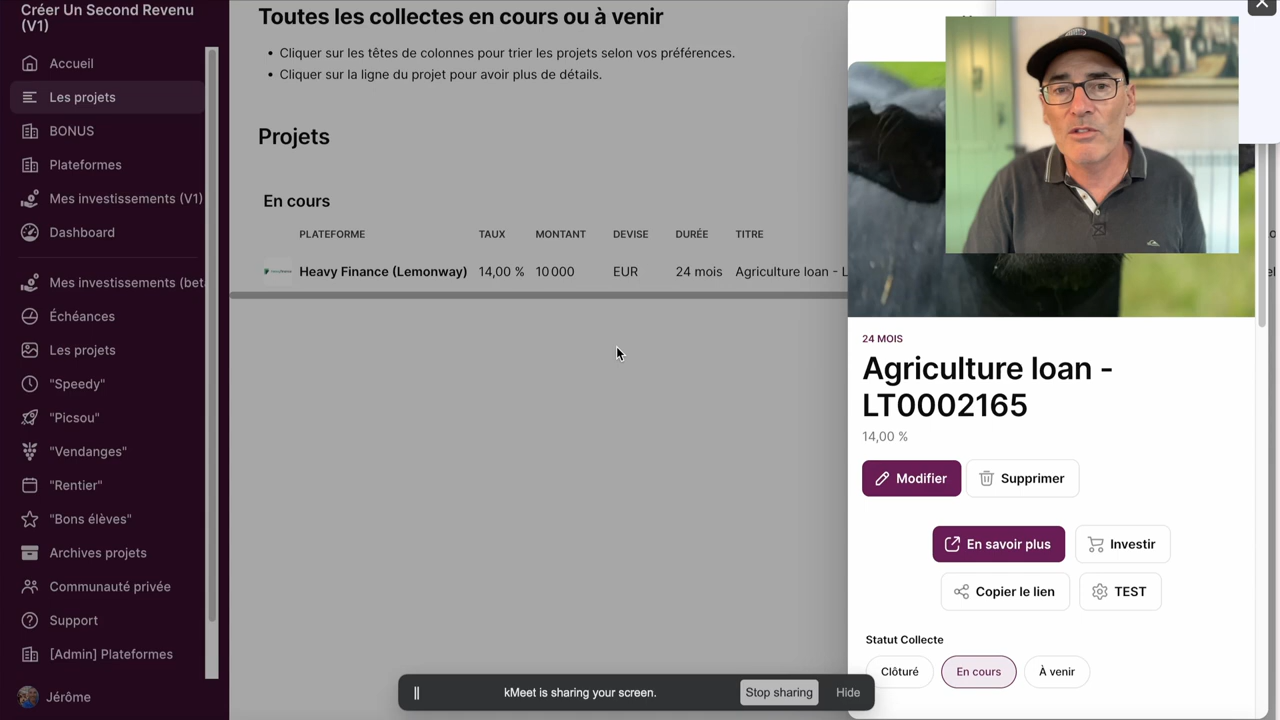 Créer Un Second Revenu
(V1)
Accueil
Les projets
BONUS
Plateformes
Mes investissements (V1)
Dashboard
Mes investissements (bet
Échéances
Les projets
"Speedy"
"Picsou"
"Vendanges"
"Rentier"
"Bons élèves"
Archives projets
Communauté privée
Support
[Admin] Plateformes
Jérôme
Toutes les collectes en cours ou à venir
• Cliquer sur les têtes de colonnes pour trier les projets selon vos préférences.
• Cliquer sur la ligne du projet pour avoir plus de détails.
Projets
En cours
PLATEFORME TAUX MONTANT DEVISE DURÉE TITRE
Heavy Finance (Lemonway) 14,00 % 10 000 EUR 24 mois Agriculture loan - L
24 MOIS
Agriculture loan -
LT0002165
14,00 %
Modifier Supprimer
En savoir plus Investir
Copier le lien TEST
Statut Collecte
Clôturé En cours À venir
kMeet is sharing your screen. Stop sharing Hide